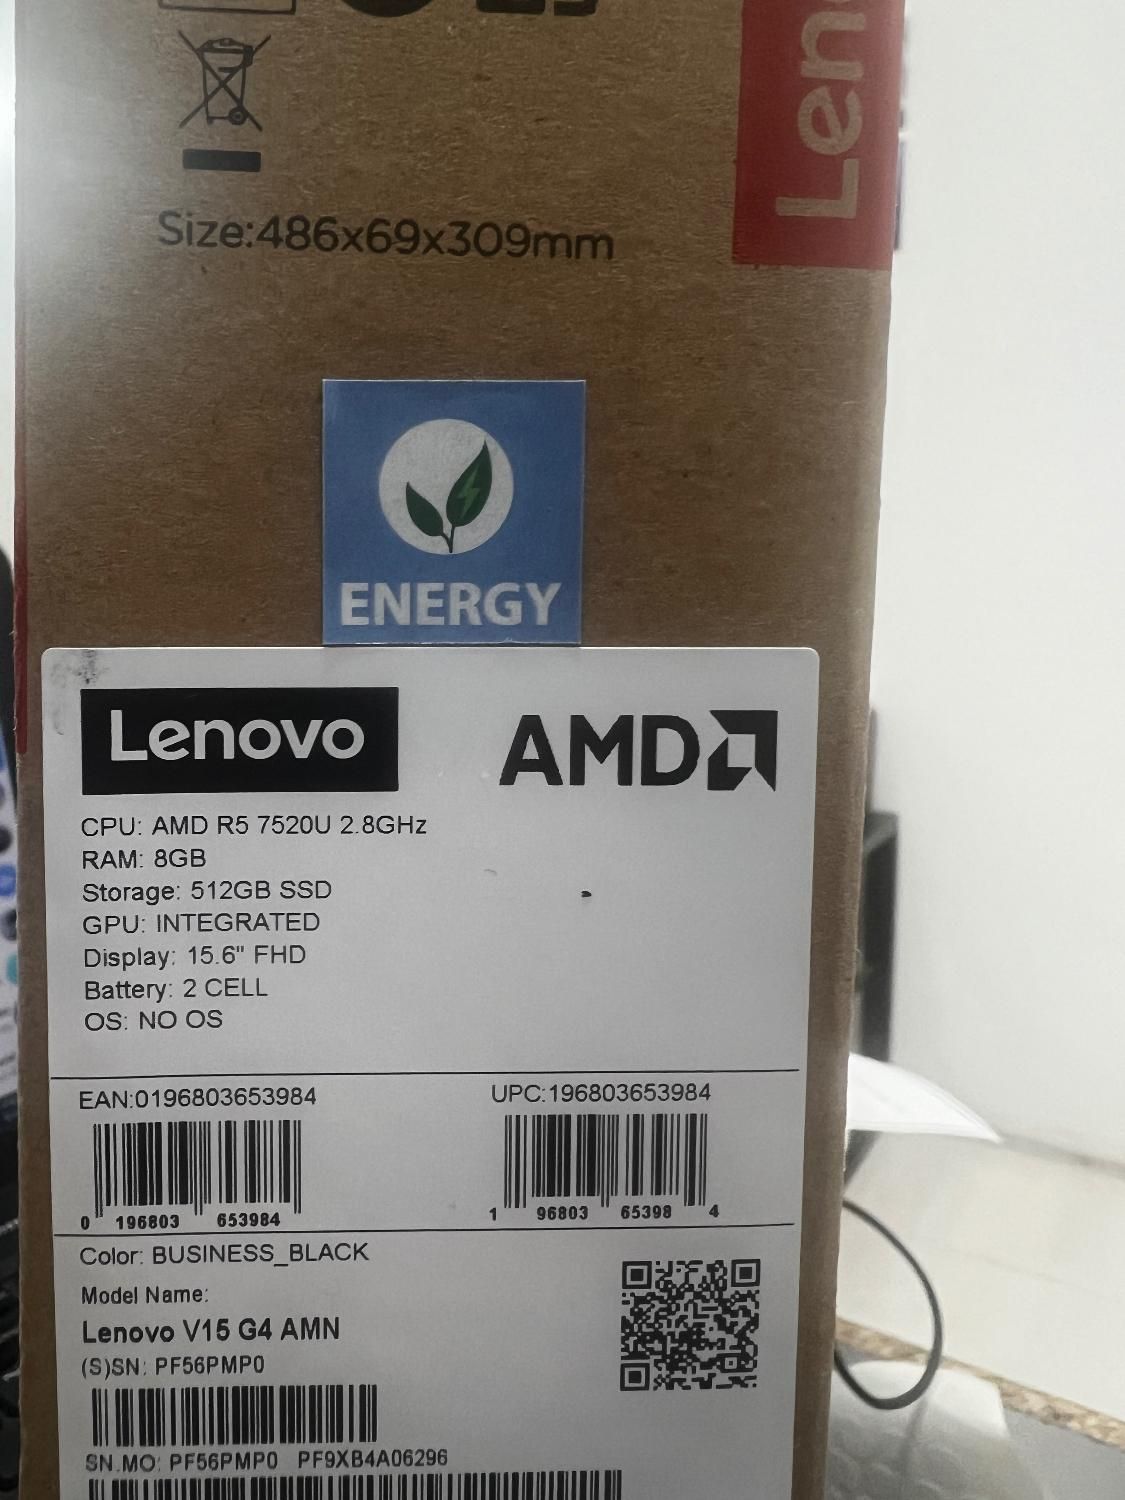 Size:486x69x309mm
ENERGY
Lenovo
AMD
CPU: AMD R5 7520U 2.8GHz
RAM: 8GB
Storage: 512GB SSD
GPU: INTEGRATED
Display: 15.6" FHD
Battery: 2 CELL
OS: NO OS
EAN:0196803653984
UPC:196803653984
0 196803 653984
1 96803 65398 4
Color: BUSINESS_BLACK
Model Name:
Lenovo V15 G4 AMN
(S)SN: PF56PMP0
SN.MO: PF56PMP0 PF9XB4A06296
Len